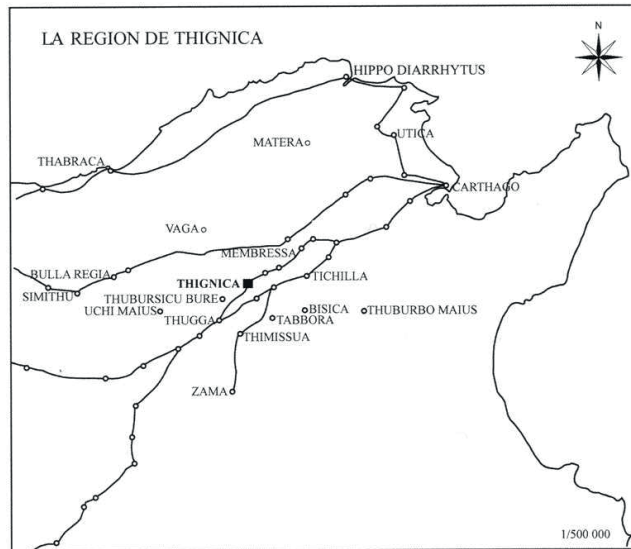 LA REGION DE THIGNICA
N
HIPPO DIARRHYTUS
UTICA
MATERA
THABRACA
CARTHAGO
VAGA
MEMBRESSA
BULLA REGIA
THIGNICA
TICHILLA
SIMITHU
THUBURSICU BURE
UCHI MAIUS
BISICA
THUBURBO MAIUS
THUGGA
TABBORA
THIMISSUA
ZAMA
1/500 000